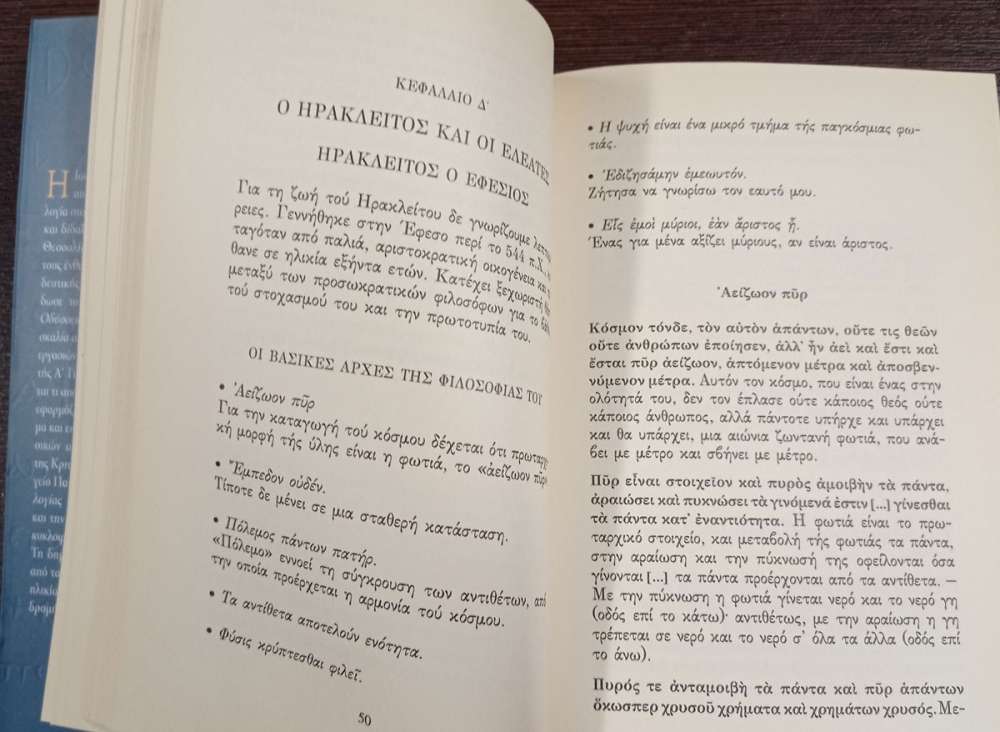 ΚΕΦΑΛΑΙΟ Δ'
Ο ΗΡΑΚΛΕΙΤΟΣ ΚΑΙ ΟΙ ΕΛΕΑΤΕΣ
ΗΡΑΚΛΕΙΤΟΣ Ο ΕΦΕΣΙΟΣ
Για τη ζωή τού Ηρακλείτου δε γνωρίζουμε
ρειες. Γεννήθηκε στην Έφεσο περί το 544 π.Χ.
ταγόταν από παλιά, αριστοκρατική οικογένεια και
θανε σε ηλικία εξήντα ετών. Κατέχει ξεχωριστή
μεταξύ των προσωκρατικών φιλοσόφων για το
τού στοχασμού του και την πρωτοτυπία του.
ΟΙ ΒΑΣΙΚΕΣ ΑΡΧΕΣ ΤΗΣ ΦΙΛΟΣΟΦΙΑΣ ΤΟΥ
• Ἀείζωον πῦρ
Για την καταγωγή τού κόσμου δέχεται ότι πρωταρχι-
κή μορφή τής ύλης είναι η φωτιά, το «ἀείζωον πῦρ
• Ἔμπεδον οὐδέν.
Τίποτε δε μένει σε μια σταθερή κατάσταση.
• Πόλεμος πάντων πατήρ.
«Πόλεμο» εννοεί τη σύγκρουση των αντιθέτων, από
την οποία προέρχεται η αρμονία τού κόσμου.
• Τα αντίθετα αποτελούν ενότητα.
• Φύσις κρύπτεσθαι φιλεῖ.
50
• Η ψυχή είναι ένα μικρό τμήμα τής παγκόσμιας φω-
τιάς.
• Ἐδιζησάμην ἐμεωυτόν.
Ζήτησα να γνωρίσω τον εαυτό μου.
• Εἷς ἐμοὶ μύριοι, ἐὰν ἄριστος ᾖ.
Ένας για μένα αξίζει μύριους, αν είναι άριστος.
Ἀείζωον πῦρ
Κόσμον τόνδε, τὸν αὐτὸν ἁπάντων, οὔτε τις θεῶν
οὔτε ἀνθρώπων ἐποίησεν, ἀλλ' ἦν ἀεὶ καὶ ἔστι καὶ
ἔσται πῦρ ἀείζωον, ἁπτόμενον μέτρα καὶ ἀποσβεν-
νύμενον μέτρα. Αυτόν τον κόσμο, που είναι ένας στην
ολότητά του, δεν τον έπλασε ούτε κάποιος θεός ούτε
κάποιος άνθρωπος, αλλά πάντοτε υπήρχε και υπάρχει
και θα υπάρχει, μια αιώνια ζωντανή φωτιά, που ανά-
βει με μέτρο και σβήνει με μέτρο.
Πῦρ εἶναι στοιχεῖον καὶ πυρὸς ἀμοιβὴν τὰ πάντα,
ἀραιώσει καὶ πυκνώσει τὰ γινόμενά ἐστιν [...] γίνεσθαι
τὰ πάντα κατ' ἐναντιότητα. Η φωτιά είναι το πρω-
ταρχικό στοιχείο, και μεταβολή τής φωτιάς τα πάντα,
στην αραίωση και την πύκνωσή της οφείλονται όσα
γίνονται [...] τα πάντα προέρχονται από τα αντίθετα. —
Με την πύκνωση η φωτιά γίνεται νερό και το νερό γη
(οδός επί το κάτω)· αντιθέτως, με την αραίωση η γη
τρέπεται σε νερό και το νερό σ' όλα τα άλλα (οδός επί
το άνω).
Πυρός τε ἀνταμοιβὴ τὰ πάντα καὶ πῦρ ἁπάντων
ὅκωσπερ χρυσοῦ χρήματα καὶ χρημάτων χρυσός. Με-